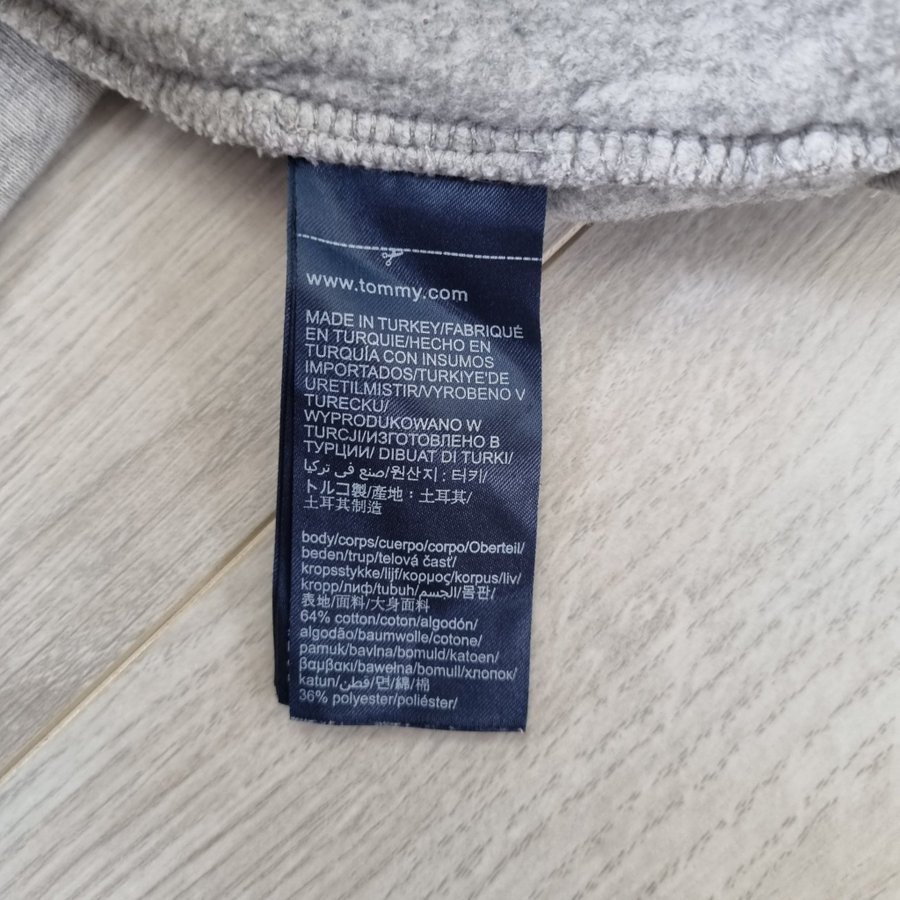 www.tommy.com
MADE IN TURKEY/FABRIQUÉ
EN TURQUIE/HECHO EN
TURQUÍA CON INSUMOS
IMPORTADOS/TURKIYE'DE
URETILMISTIR/VYROBENO V
TURECKU/
WYPRODUKOWANO W
TURCJI/ИЗГОТОВЛЕНО В
ТУРЦИИ/ DIBUAT DI TURKI/
صنع في تركيا/원산지 : 터키/
トルコ製/產地：土耳其/
土耳其制造
body/corps/cuerpo/corpo/Oberteil/
beden/trup/telová časť/
kropsstykke/lijf/κορμος/korpus/liv/
kropp/лиф/tubuh/الجسم/몸판/
表地/面料/大身面料
64% cotton/coton/algodón/
algodão/baumwolle/cotone/
pamuk/bavlna/bomuld/katoen/
βαμβακι/bawełna/bomull/хлопок/
katun/قطن/면/綿/棉
36% polyester/poliéster/